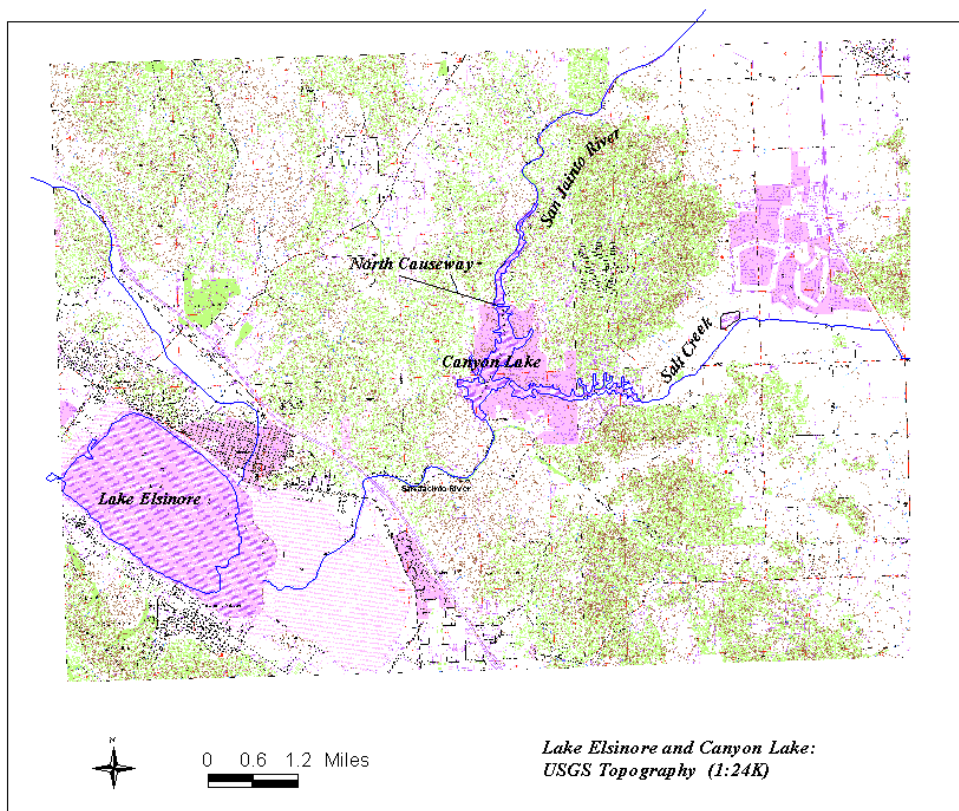 San Jainto River
North Causeway
Salt Creek
Canyon Lake
San Jacinto River
Lake Elsinore
N
0 0.6 1.2 Miles
Lake Elsinore and Canyon Lake:
USGS Topography (1:24K)